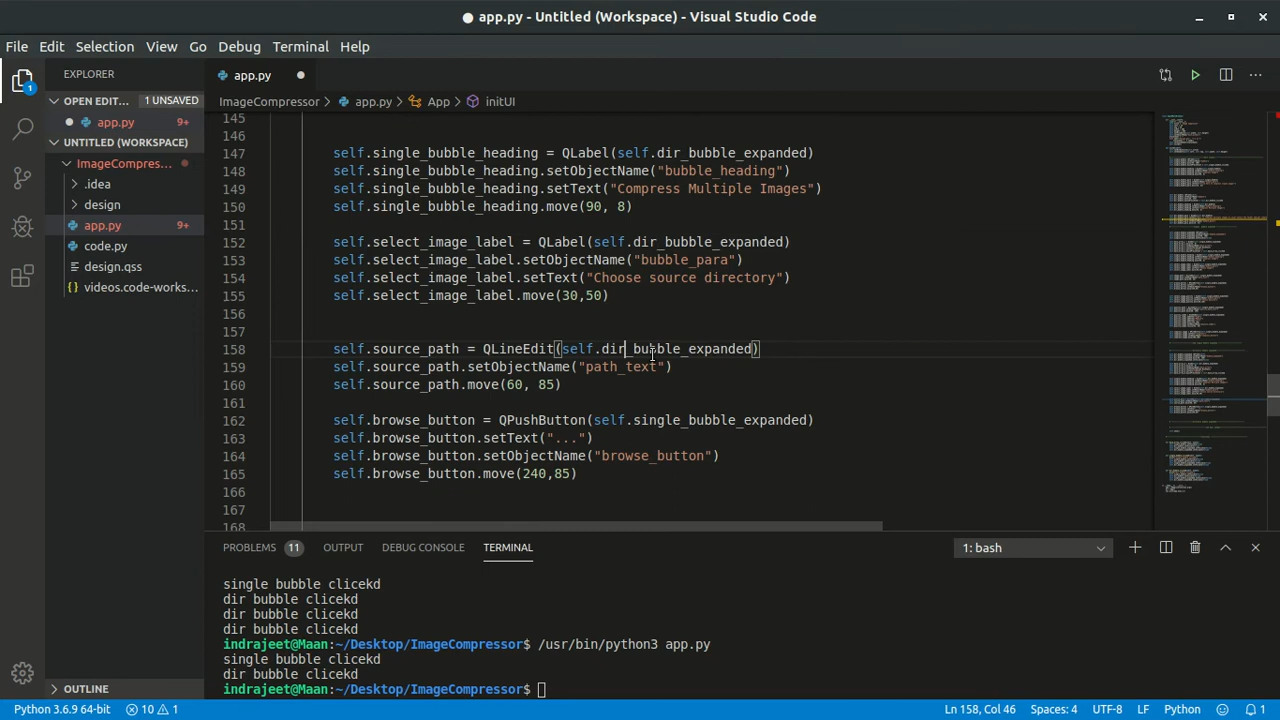 app.py - Untitled (Workspace) - Visual Studio Code
File Edit Selection View Go Debug Terminal Help
EXPLORER
app.py
OPEN EDIT... 1 UNSAVED
app.py 9+
UNTITLED (WORKSPACE)
ImageCompress...
.idea
design
app.py 9+
code.py
design.qss
{} videos.code-works...
OUTLINE
1
ImageCompressor > app.py > App > initUI
145
146
147 self.single_bubble_heading = QLabel(self.dir_bubble_expanded)
148 self.single_bubble_heading.setObjectName("bubble_heading")
149 self.single_bubble_heading.setText("Compress Multiple Images")
150 self.single_bubble_heading.move(90, 8)
151
152 self.select_image_label = QLabel(self.dir_bubble_expanded)
153 self.select_image_label.setObjectName("bubble_para")
154 self.select_image_label.setText("Choose source directory")
155 self.select_image_label.move(30,50)
156
157
158 self.source_path = QLineEdit(self.dir_bubble_expanded)
159 self.source_path.setObjectName("path_text")
160 self.source_path.move(60, 85)
161
162 self.browse_button = QPushButton(self.single_bubble_expanded)
163 self.browse_button.setText("...")
164 self.browse_button.setObjectName("browse_button")
165 self.browse_button.move(240,85)
166
167
168
PROBLEMS 11 OUTPUT DEBUG CONSOLE TERMINAL 1: bash
single bubble clicekd
dir bubble clicekd
dir bubble clicekd
dir bubble clicekd
indrajeet@Maan:~/Desktop/ImageCompressor$ /usr/bin/python3 app.py
single bubble clicekd
dir bubble clicekd
indrajeet@Maan:~/Desktop/ImageCompressor$
Python 3.6.9 64-bit 10 1 Ln 158, Col 46 Spaces: 4 UTF-8 LF Python 1